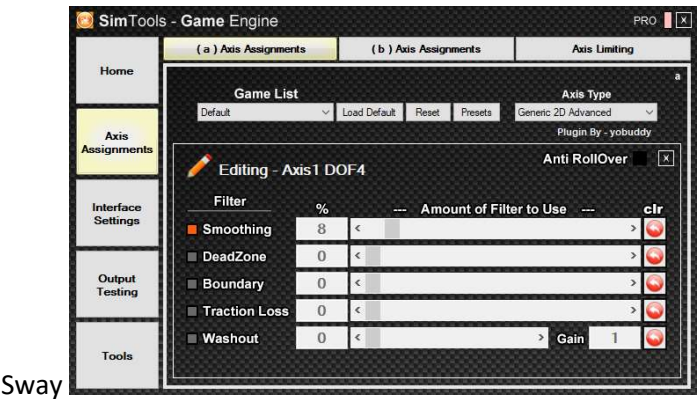 SimTools - Game Engine PRO x
( a ) Axis Assignments ( b ) Axis Assignments Axis Limiting
Home
a
Game List Axis Type
Default Load Default Reset Presets Generic 2D Advanced
Plugin By - yobuddy
Axis Assignments
Editing - Axis1 DOF4 Anti RollOver x
Filter % --- Amount of Filter to Use --- clr
Interface Settings
Smoothing 8 < >
DeadZone 0 < >
Boundary 0 < >
Output Testing
Traction Loss 0 < >
Washout 0 < > Gain 1
Tools
Sway